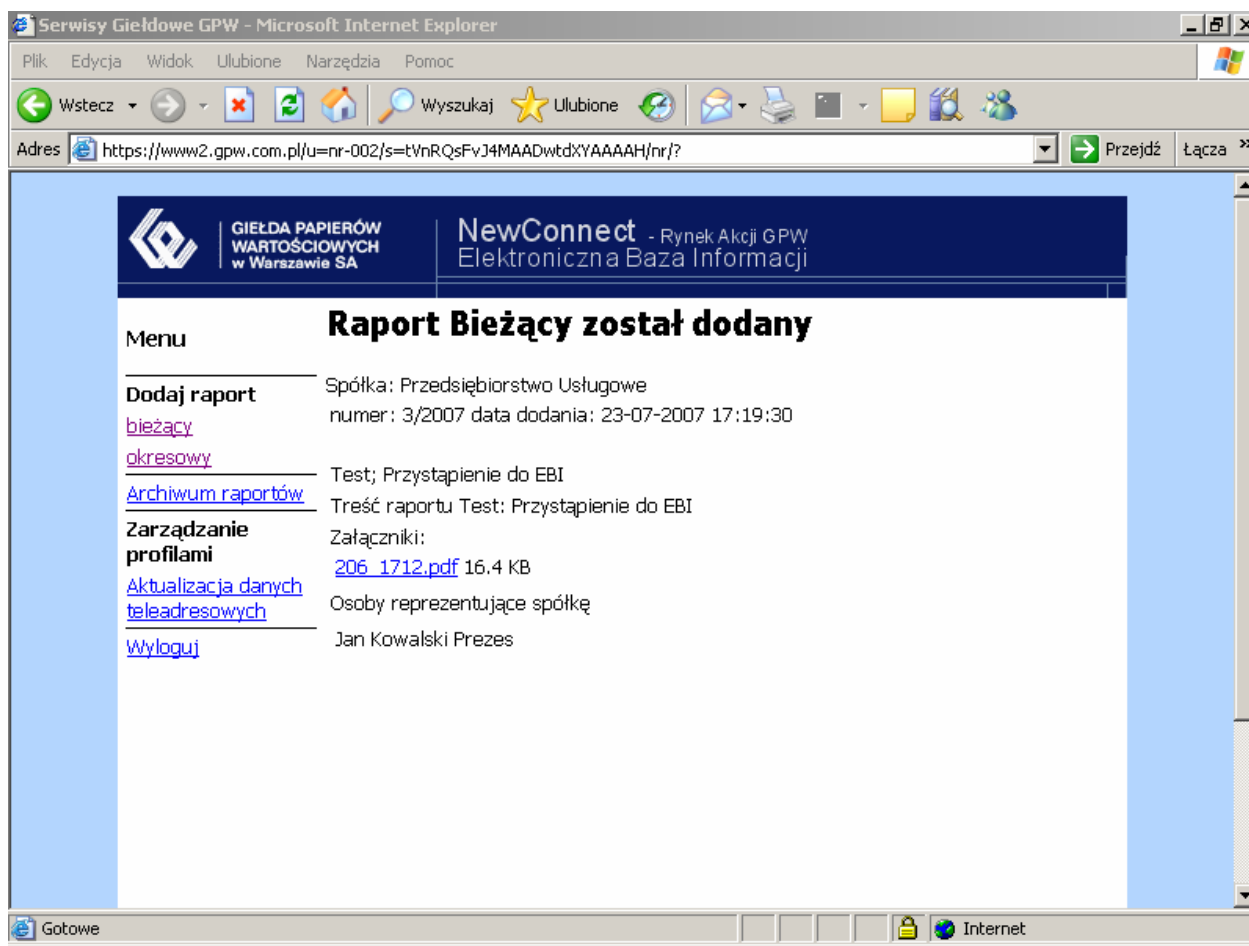 Serwisy Giełdowe GPW - Microsoft Internet Explorer
Plik Edycja Widok Ulubione Narzędzia Pomoc
Wstecz Wyszukaj Ulubione
Adres https://www2.gpw.com.pl/u=nr-002/s=tVnRQsFvJ4MAADwtdXYAAAAH/nr/? Przejdź Łącza »
GIEŁDA PAPIERÓW
WARTOŚCIOWYCH
w Warszawie SA
NewConnect - Rynek Akcji GPW
Elektroniczna Baza Informacji
Menu
Dodaj raport
bieżący
okresowy
Archiwum raportów
Zarządzanie
profilami
Aktualizacja danych
teleadresowych
Wyloguj
Raport Bieżący został dodany
Spółka: Przedsiębiorstwo Usługowe
numer: 3/2007 data dodania: 23-07-2007 17:19:30
Test; Przystąpienie do EBI
Treść raportu Test: Przystąpienie do EBI
Załączniki:
206_1712.pdf 16.4 KB
Osoby reprezentujące spółkę
Jan Kowalski Prezes
Gotowe Internet